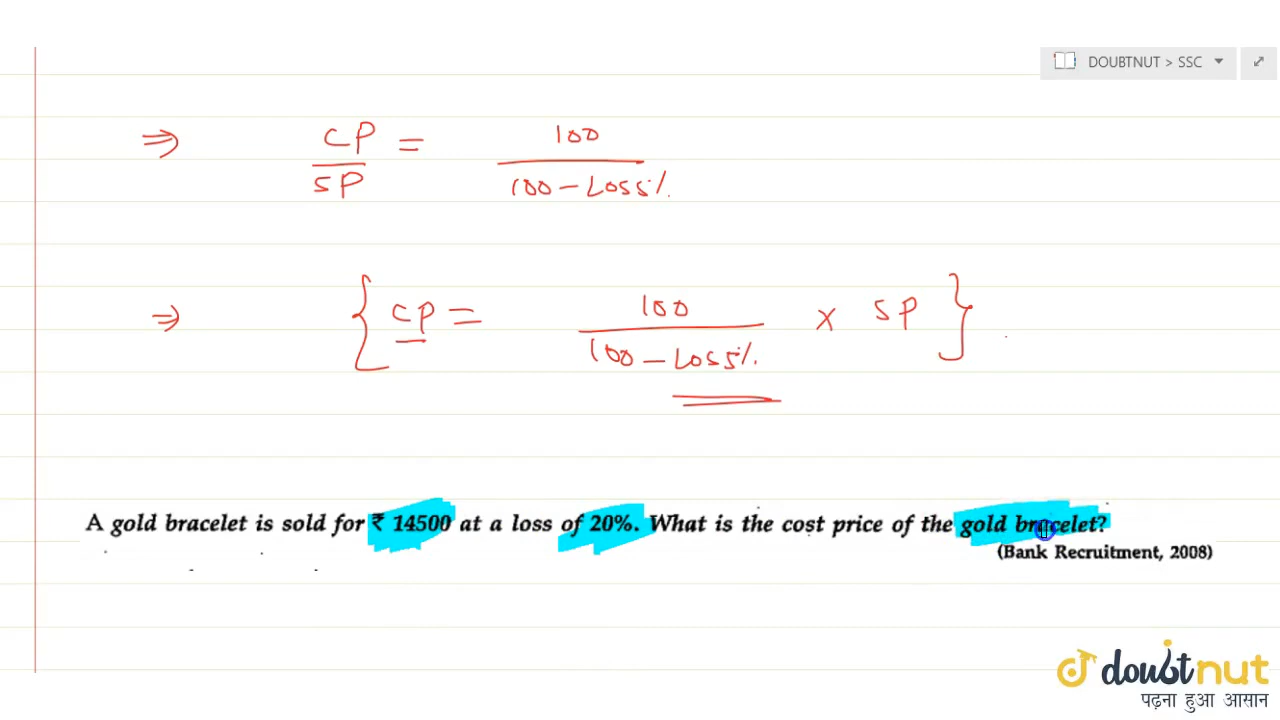 DOUBTNUT > SSC
⇒ CP/SP = 100/(100 - LOSS%)
⇒ { CP = 100/(100 - LOSS%) × SP }
A gold bracelet is sold for ₹ 14500 at a loss of 20%. What is the cost price of the gold bracelet?
(Bank Recruitment, 2008)
doubtnut
पढ़ना हुआ आसान